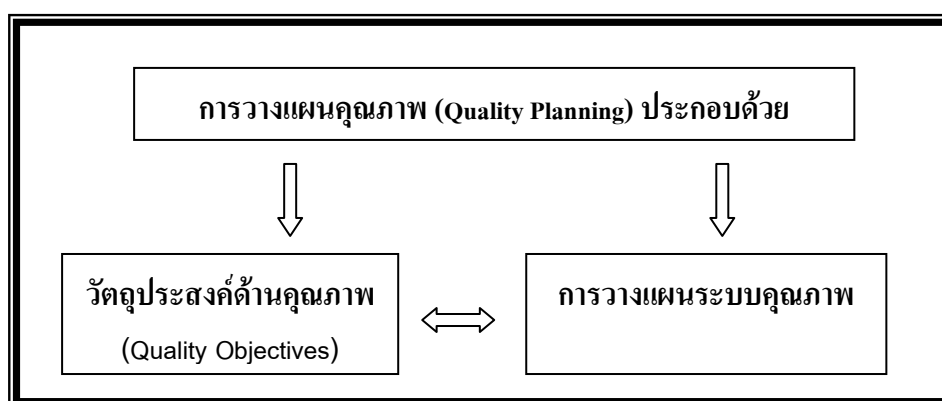 การวางแผนคุณภาพ (Quality Planning) ประกอบด้วย
วัตถุประสงค์ด้านคุณภาพ
(Quality Objectives)
การวางแผนระบบคุณภาพ